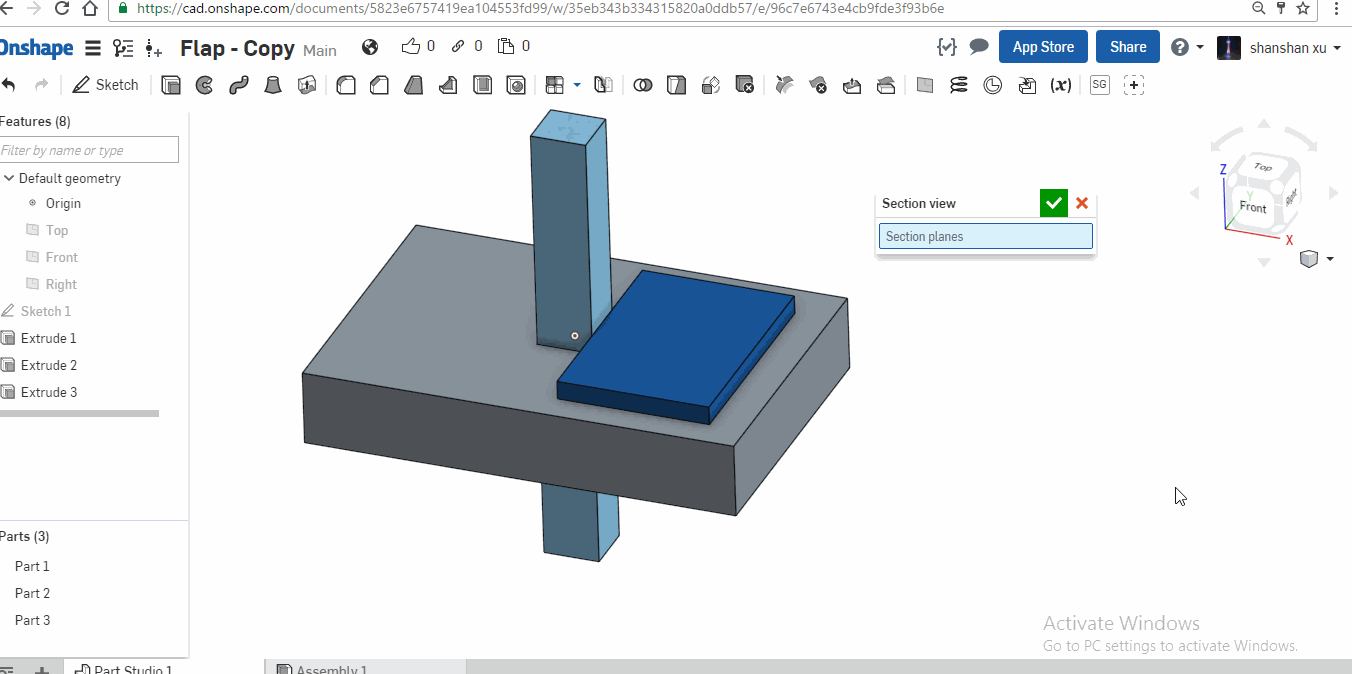 https://cad.onshape.com/documents/5823e6757419ea104553fd99/w/35eb343b334315820a0ddb57/e/96c7e6743e4cb9fde3f93b6e
Onshape Flap - Copy Main 0 0 0 App Store Share shanshan xu
Sketch (x) SG
Features (8)
Filter by name or type
Default geometry
Origin
Top
Front
Right
Sketch 1
Extrude 1
Extrude 2
Extrude 3
Parts (3)
Part 1
Part 2
Part 3
Section view
Section planes
Z
Top
Y
Front
Right
X
Activate Windows
Go to PC settings to activate Windows.
Part Studio 1
Assembly 1